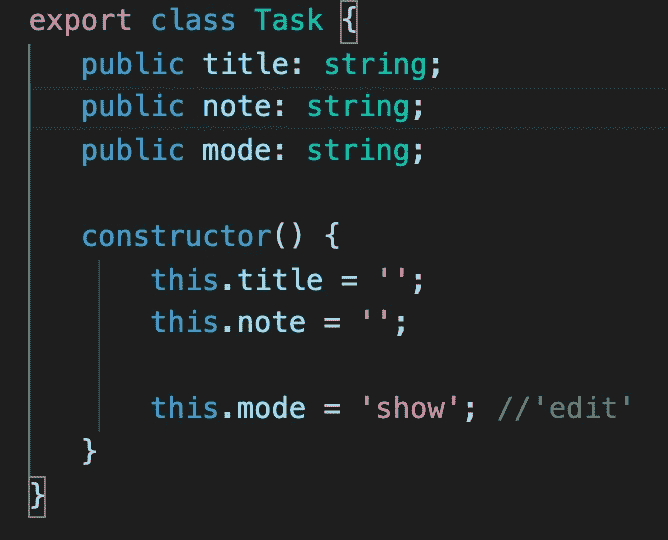 export class Task {
public title: string;
public note: string;
public mode: string;
constructor() {
this.title = '';
this.note = '';
this.mode = 'show'; //'edit'
}
}